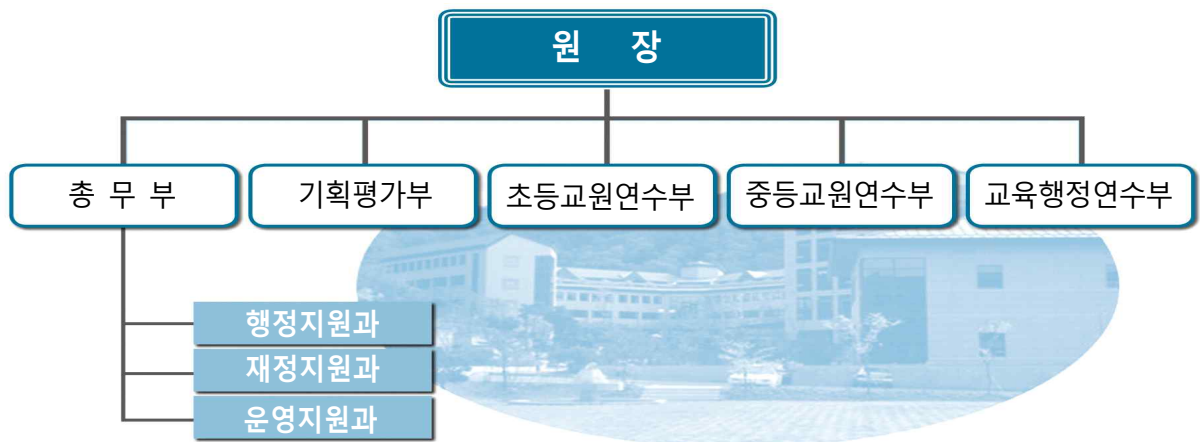 원 장
총 무 부
기획평가부
초등교원연수부
중등교원연수부
교육행정연수부
행정지원과
재정지원과
운영지원과